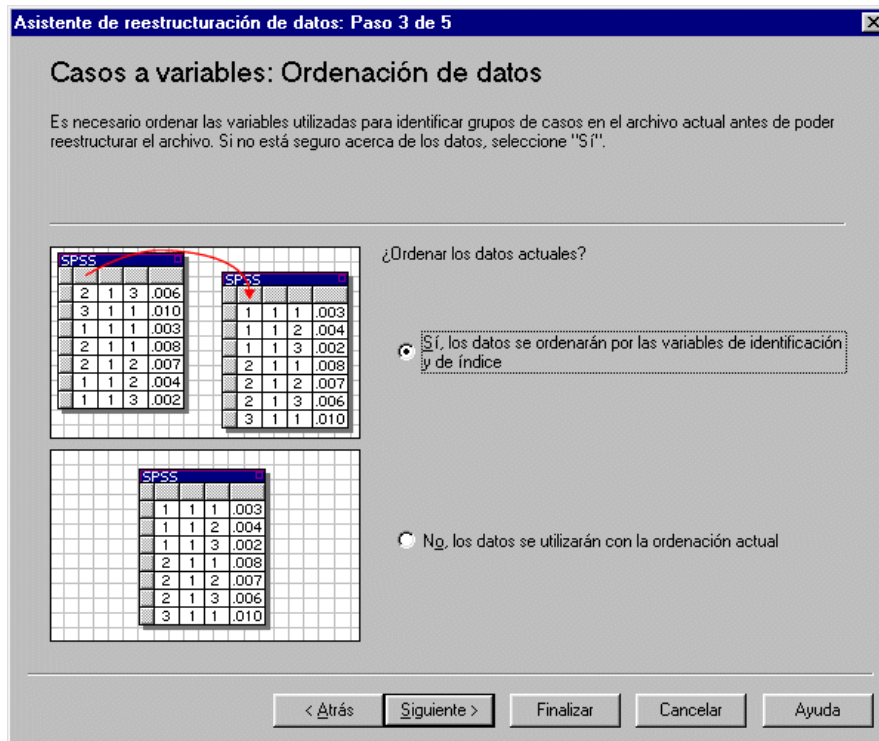 Asistente de reestructuración de datos: Paso 3 de 5
Casos a variables: Ordenación de datos
Es necesario ordenar las variables utilizadas para identificar grupos de casos en el archivo actual antes de poder
reestructurar el archivo. Si no está seguro acerca de los datos, seleccione "Sí".
¿Ordenar los datos actuales?
SPSS
2 1 3 .006
3 1 1 .010
1 1 1 .003
2 1 1 .008
2 1 2 .007
1 1 2 .004
1 1 3 .002
SPSS
1 1 1 .003
1 1 2 .004
1 1 3 .002
2 1 1 .008
2 1 2 .007
2 1 3 .006
3 1 1 .010
Sí, los datos se ordenarán por las variables de identificación
y de índice
SPSS
1 1 1 .003
1 1 2 .004
1 1 3 .002
2 1 1 .008
2 1 2 .007
2 1 3 .006
3 1 1 .010
No, los datos se utilizarán con la ordenación actual
< Atrás
Siguiente >
Finalizar
Cancelar
Ayuda